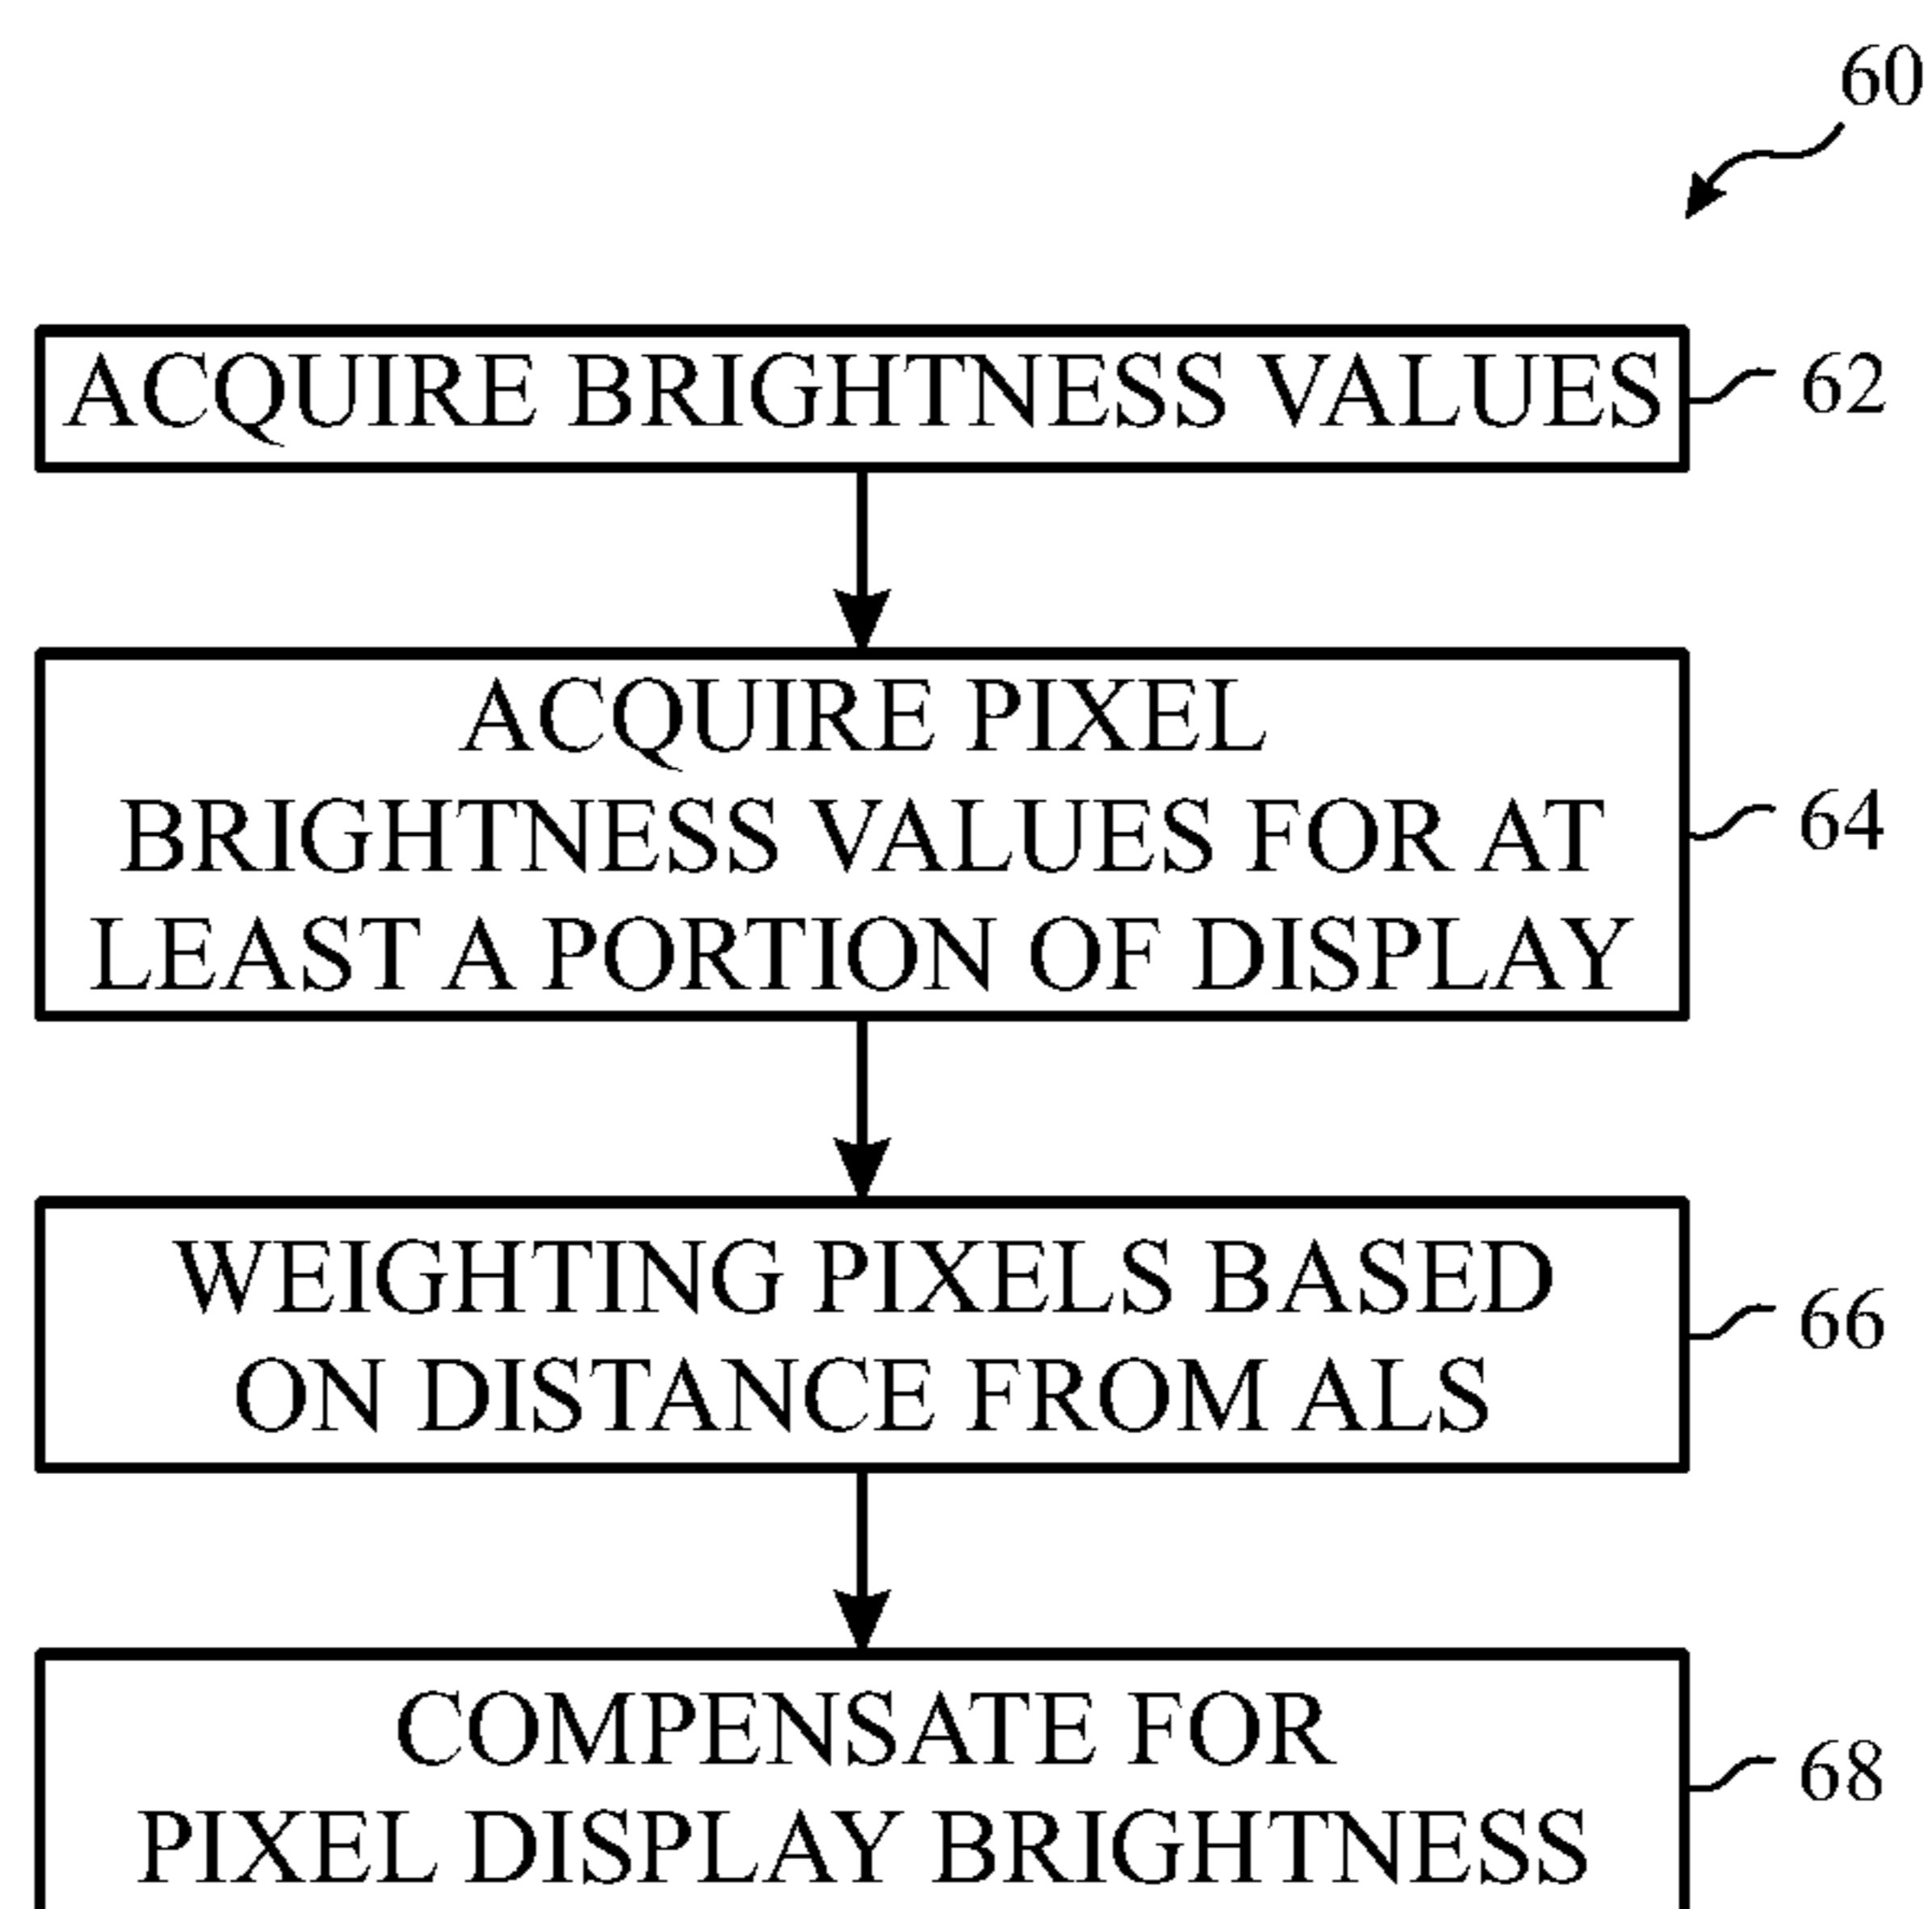 60
ACQUIRE BRIGHTNESS VALUES
62
ACQUIRE PIXEL
BRIGHTNESS VALUES FOR AT
LEAST A PORTION OF DISPLAY
64
WEIGHTING PIXELS BASED
ON DISTANCE FROM ALS
66
COMPENSATE FOR
PIXEL DISPLAY BRIGHTNESS
68